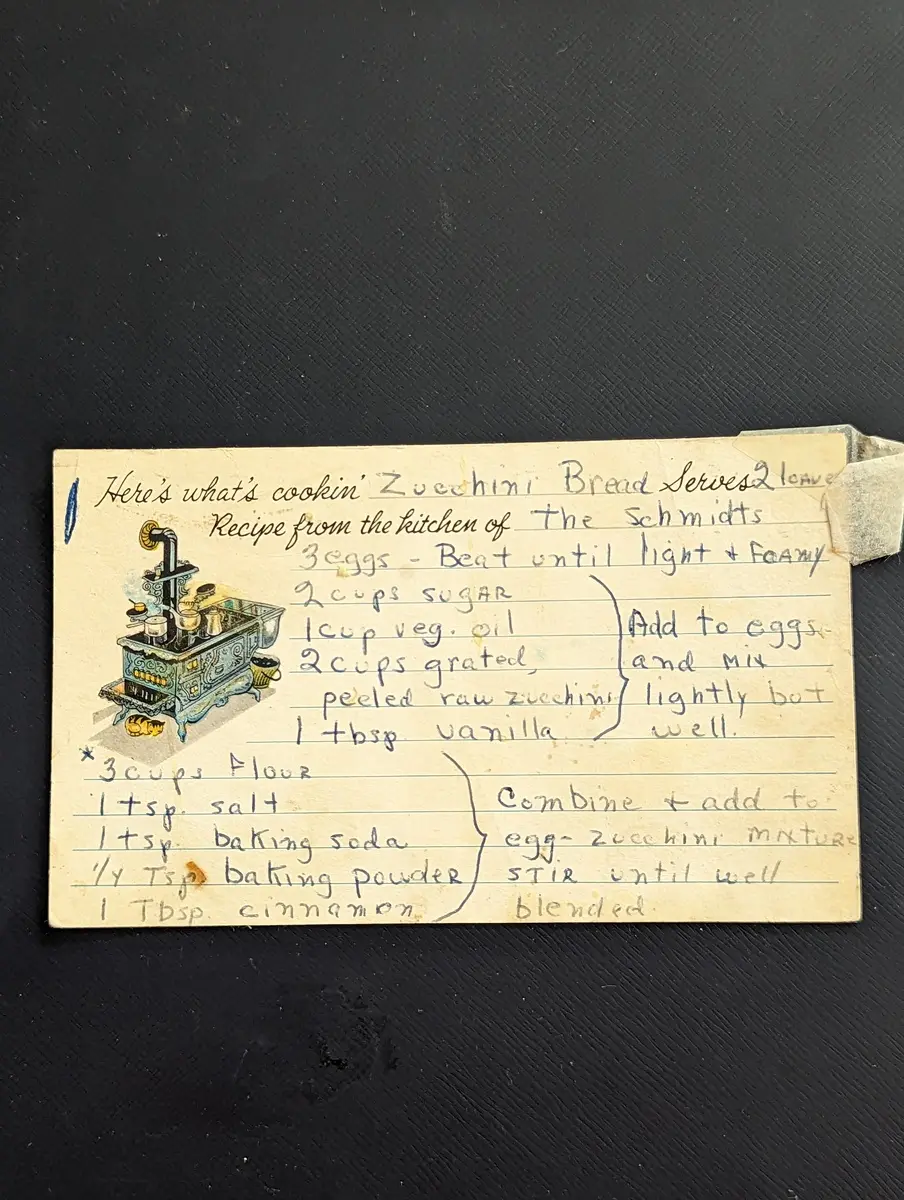 Here's what's cookin' Zucchini Bread Serves 2 loave
Recipe from the kitchen of The Schmidts
3 eggs - Beat until light + FOAMY
2 cups SUGAR
1 cup veg. oil
2 cups grated,
peeled raw zucchini
1 tbsp vanilla
Add to eggs
and MIX
lightly but
well.
* 3 cups Flour
1 tsp. salt
1 tsp. baking soda
1/4 Tsp. baking powder
1 Tbsp. cinnamon
Combine + add to
egg-zucchini MIXTURE
STIR until well
blended.